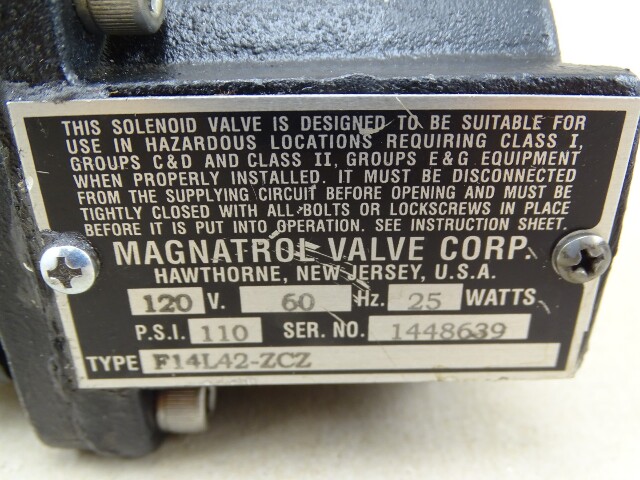 THIS SOLENOID VALVE IS DESIGNED TO BE SUITABLE FOR
USE IN HAZARDOUS LOCATIONS REQUIRING CLASS I,
GROUPS C&D AND CLASS II, GROUPS E&G EQUIPMENT
WHEN PROPERLY INSTALLED. IT MUST BE DISCONNECTED
FROM THE SUPPLYING CIRCUIT BEFORE OPENING AND MUST BE
TIGHTLY CLOSED WITH ALL BOLTS OR LOCKSCREWS IN PLACE
BEFORE IT IS PUT INTO OPERATION. SEE INSTRUCTION SHEET.
MAGNATROL VALVE CORP.
HAWTHORNE, NEW JERSEY, U.S.A.
120 V. 60 Hz. 25 WATTS
P.S.I. 110 SER. NO. 1448639
TYPE F14L42-ZCZ